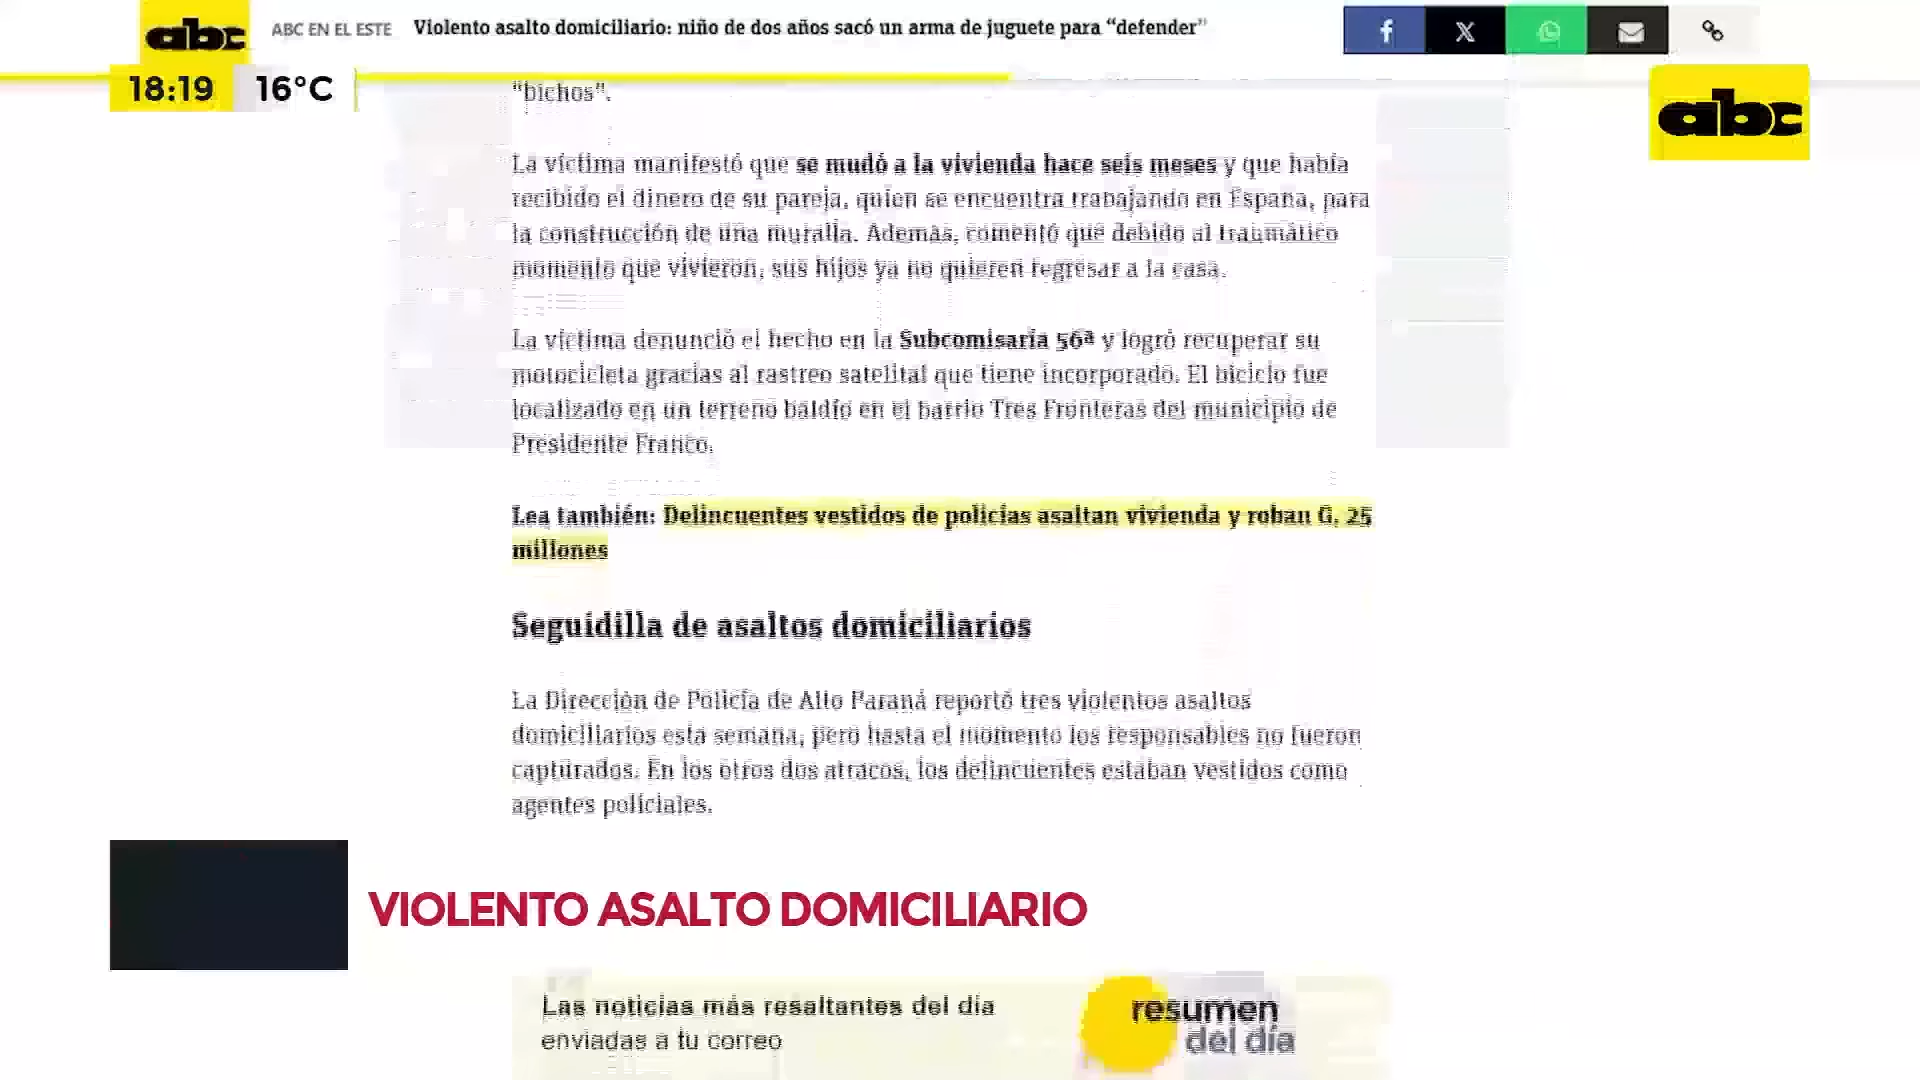 abc
ABC EN EL ESTE
Violento asalto domiciliario: niño de dos años sacó un arma de juguete para “defender”
18:19 16°C
abc
"bichos".
La víctima manifestó que se mudó a la vivienda hace seis meses y que había
recibido el dinero de su pareja, quien se encuentra trabajando en España, para
la construcción de una muralla. Además, comentó que debido al traumático
momento que vivieron, sus hijos ya no quieren regresar a la casa.
La víctima denunció el hecho en la Subcomisaría 56ª y logró recuperar su
motocicleta gracias al rastreo satelital que tiene incorporado. El biciclo fue
localizado en un terreno baldío en el barrio Tres Fronteras del municipio de
Presidente Franco.
Lea también: Delincuentes vestidos de policías asaltan vivienda y roban G. 25
millones
Seguidilla de asaltos domiciliarios
La Dirección de Policía de Alto Paraná reportó tres violentos asaltos
domiciliarios esta semana, pero hasta el momento los responsables no fueron
capturados. En los otros dos atracos, los delincuentes estaban vestidos como
agentes policiales.
VIOLENTO ASALTO DOMICILIARIO
Las noticias más resaltantes del día
enviadas a tu correo
resumen
del día